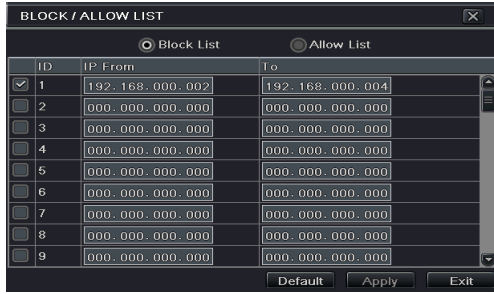 BLOCK / ALLOW LIST
Block List Allow List
ID IP From To
1 192.168.000.002 192.168.000.004
2 000.000.000.000 000.000.000.000
3 000.000.000.000 000.000.000.000
4 000.000.000.000 000.000.000.000
5 000.000.000.000 000.000.000.000
6 000.000.000.000 000.000.000.000
7 000.000.000.000 000.000.000.000
8 000.000.000.000 000.000.000.000
9 000.000.000.000 000.000.000.000
Default Apply Exit